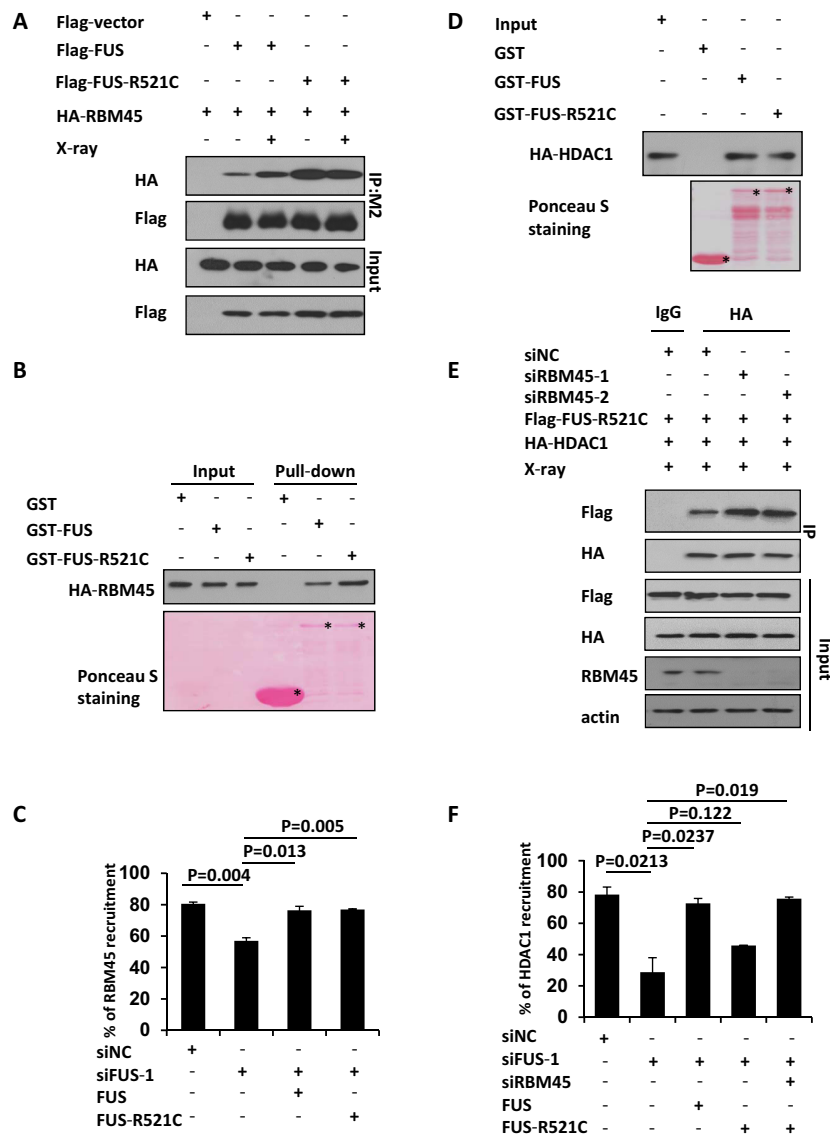 A
Flag-vector + - - - -
Flag-FUS - + + - -
Flag-FUS-R521C - - - + +
HA-RBM45 + + + + +
X-ray - - + - +
HA
Flag
IP:M2
HA
Flag
Input
B
Input Pull-down
GST + - - + - -
GST-FUS - + - - + -
GST-FUS-R521C - - + - - +
HA-RBM45
Ponceau S
staining
* * *
C
P=0.005
P=0.013
P=0.004
% of RBM45 recruitment
100
80
60
40
20
0
siNC + - - -
siFUS-1 - + + +
FUS - - + -
FUS-R521C - - - +
D
Input + - - -
GST - + - -
GST-FUS - - + -
GST-FUS-R521C - - - +
HA-HDAC1
Ponceau S
staining
* * *
E
IgG HA
siNC + + - -
siRBM45-1 - - + -
siRBM45-2 - - - +
Flag-FUS-R521C + + + +
HA-HDAC1 + + + +
X-ray + + + +
Flag
HA
IP
Flag
HA
RBM45
actin
Input
F
P=0.019
P=0.122
P=0.0237
P=0.0213
% of HDAC1 recruitment
100
80
60
40
20
0
siNC + - - - -
siFUS-1 - + + + +
siRBM45 - - - - +
FUS - - + - -
FUS-R521C - - - + +